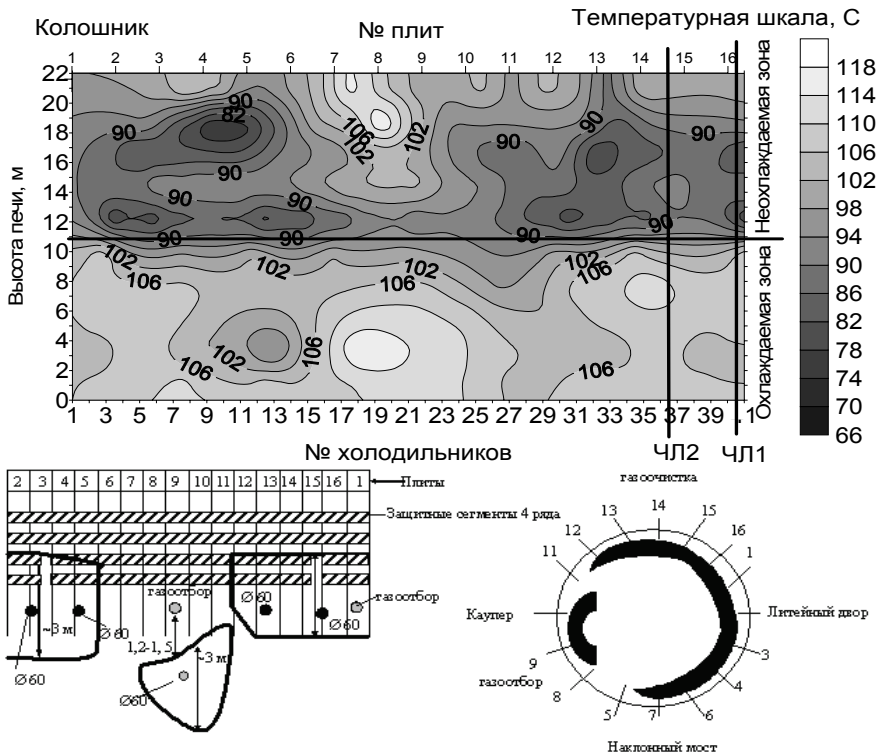 Колошник
№ плит
Температурная шкала, С
1 2 3 4 5 6 7 8 9 10 11 12 13 14 15 16
22
20
18
16
14
12
10
8
6
4
2
0
Высота печи, м
90
82
90
90
90
90
90
90
106
102
102
90
90
90
90
90
102
106
102
102
106
102
106
102
106
106
106
Неохлаждаемая зона
Охлаждаемая зона
118
114
110
106
102
98
94
90
86
82
78
74
70
66
1 3 5 7 9 11 13 15 17 19 21 23 25 27 29 31 33 35 37 39 . 1
№ холодильников
ЧЛ2
ЧЛ1
2 3 4 5 6 7 8 9 10 11 12 13 14 15 16 1
Плиты
Защитные сегменты 4 ряда
газоотбор
Ø60
газоотбор
~3 м
Ø60
1,2-1,5
~3 м
Ø60
Ø60
Ø60
газоочистка
14
13
15
12
16
11
1
Каупер
Литейный двор
9
3
газоотбор
4
8
5
7
6
Наклонный мост